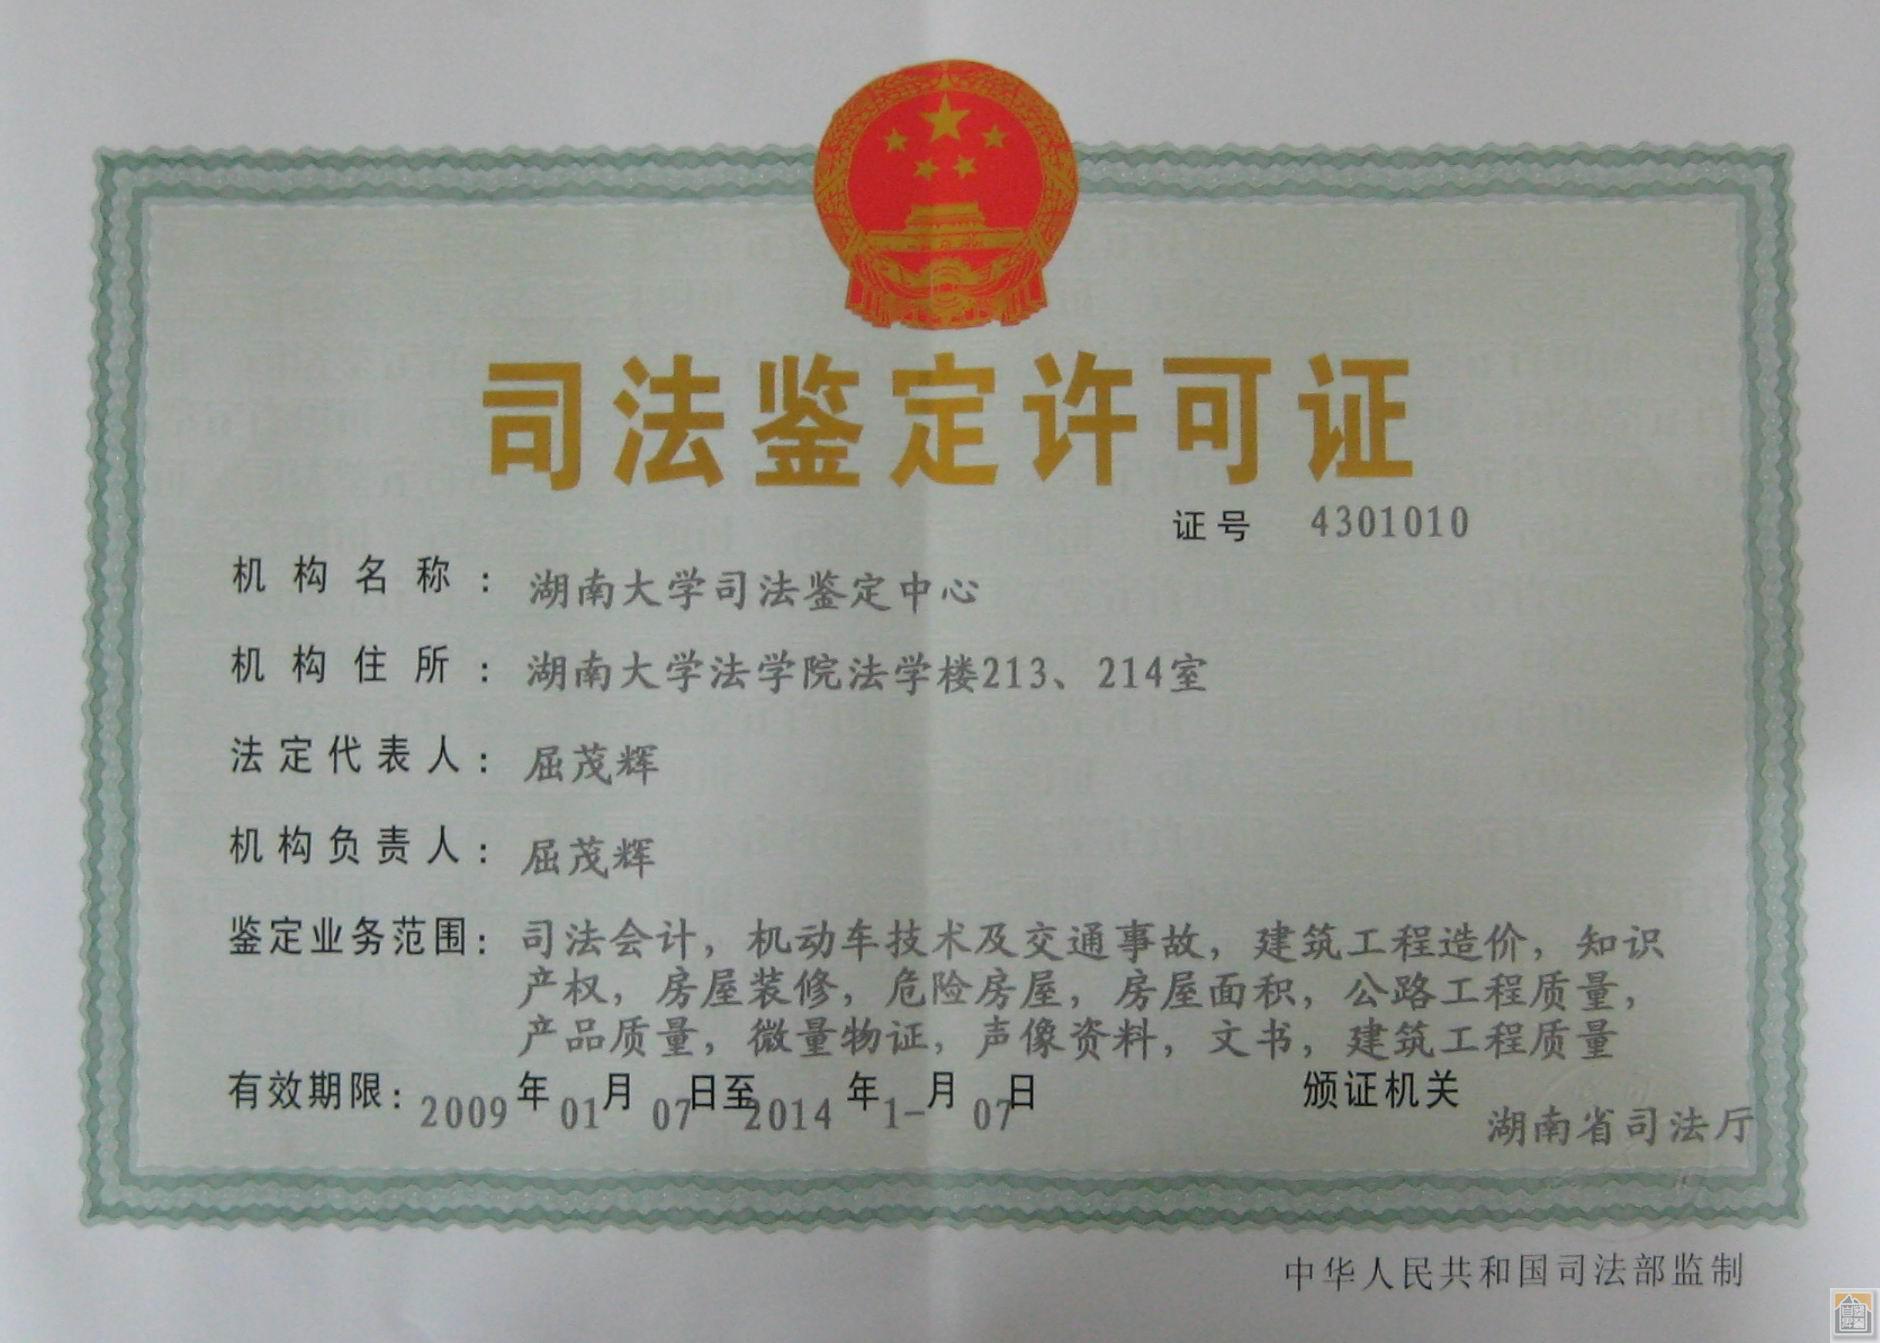 司法鉴定许可证
证号 4301010
机构名称: 湖南大学司法鉴定中心
机构住所: 湖南大学法学院法学楼213、214室
法定代表人: 屈茂辉
机构负责人: 屈茂辉
鉴定业务范围: 司法会计,机动车技术及交通事故,建筑工程造价,知识
产权,房屋装修,危险房屋,房屋面积,公路工程质量,
产品质量,微量物证,声像资料,文书,建筑工程质量
有效期限: 2009年01月07日至2014年1-月07日 颁证机关 湖南省司法厅
中华人民共和国司法部监制